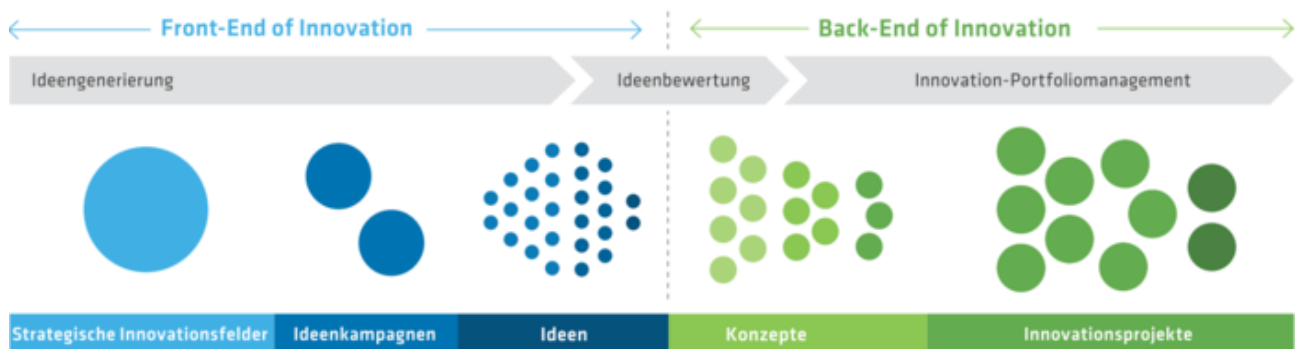 Front-End of Innovation
Back-End of Innovation
Ideengenerierung
Ideenbewertung
Innovation-Portfoliomanagement
Strategische Innovationsfelder
Ideenkampagnen
Ideen
Konzepte
Innovationsprojekte